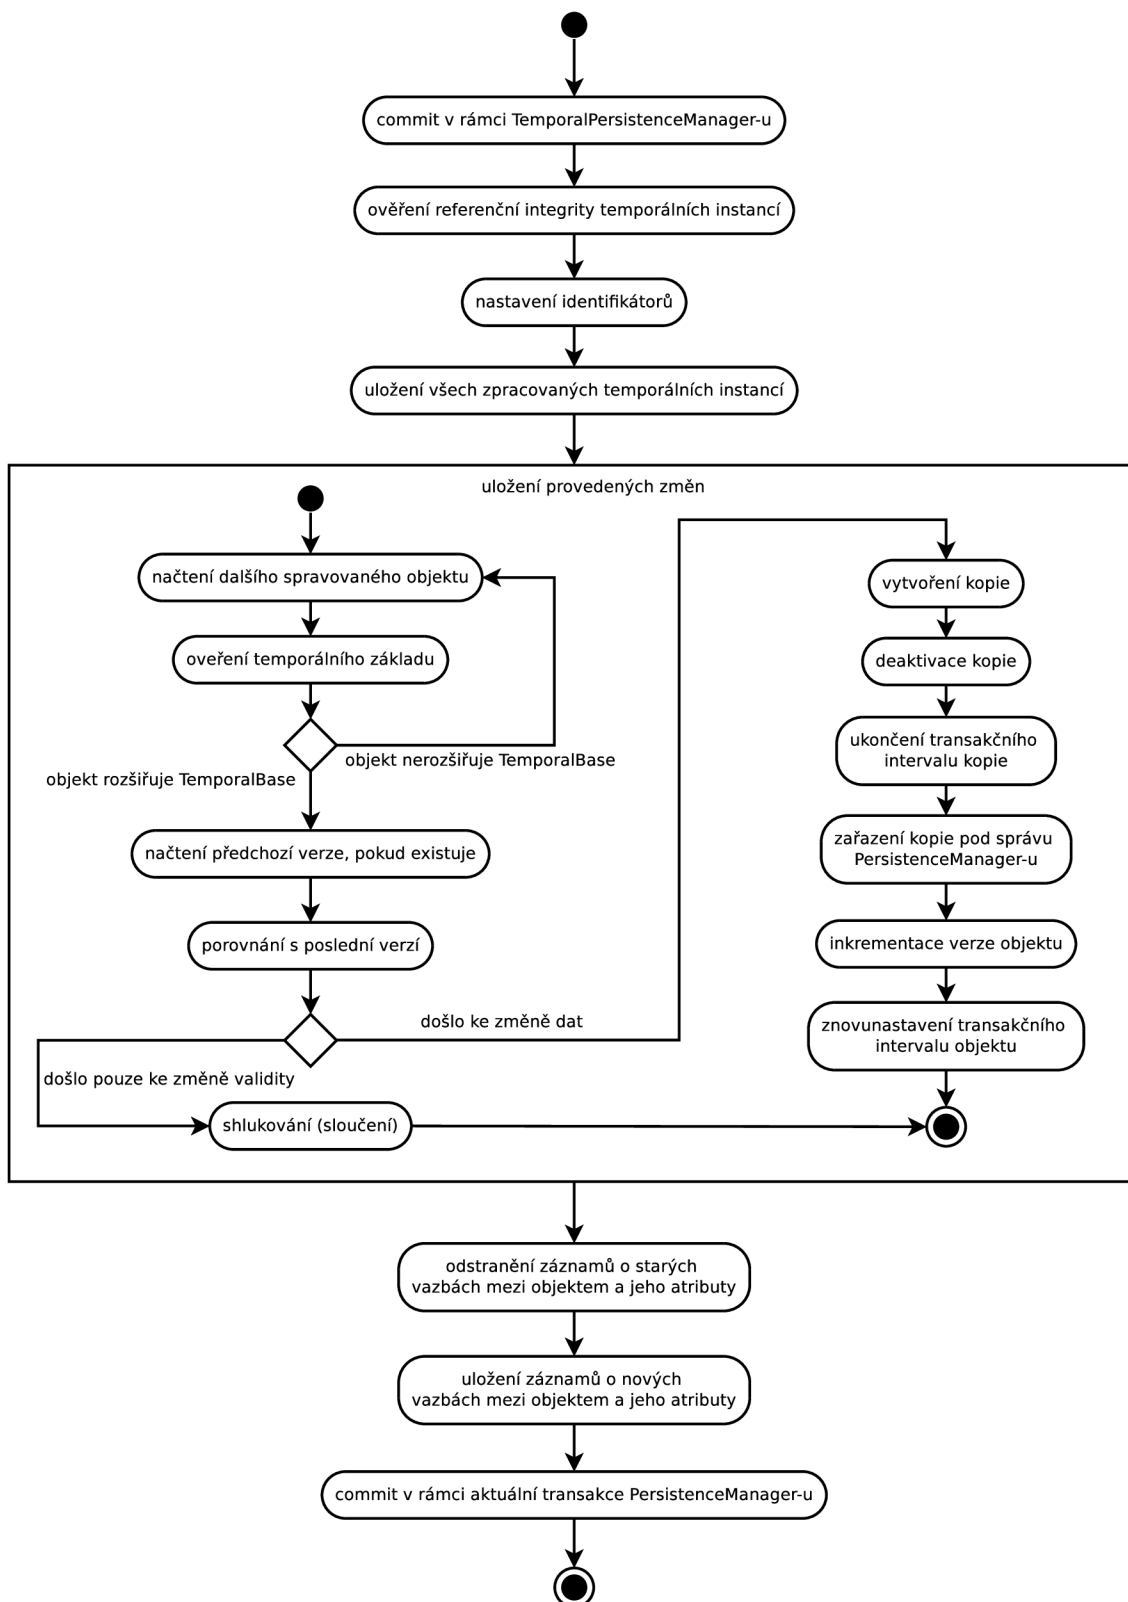 commit v rámci TemporalPersistenceManager-u
ověření referenční integrity temporálních instancí
nastavení identifikátorů
uložení všech zpracovaných temporálních instancí
uložení provedených změn
načtení dalšího spravovaného objektu
oveření temporálního základu
objekt nerozšiřuje TemporalBase
objekt rozšiřuje TemporalBase
načtení předchozí verze, pokud existuje
porovnání s poslední verzí
došlo ke změně dat
došlo pouze ke změně validity
shlukování (sloučení)
vytvoření kopie
deaktivace kopie
ukončení transakčního
intervalu kopie
zařazení kopie pod správu
PersistenceManager-u
inkrementace verze objektu
znovunastavení transakčního
intervalu objektu
odstranění záznamů o starých
vazbách mezi objektem a jeho atributy
uložení záznamů o nových
vazbách mezi objektem a jeho atributy
commit v rámci aktuální transakce PersistenceManager-u